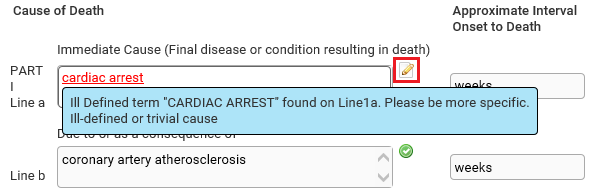 Cause of Death
Approximate Interval
Onset to Death
Immediate Cause (Final disease or condition resulting in death)
PART
I
Line a
cardiac arrest
weeks
Ill Defined term "CARDIAC ARREST" found on Line1a. Please be more specific.
Ill-defined or trivial cause
Due to or as a consequence of
Line b
coronary artery atherosclerosis
weeks